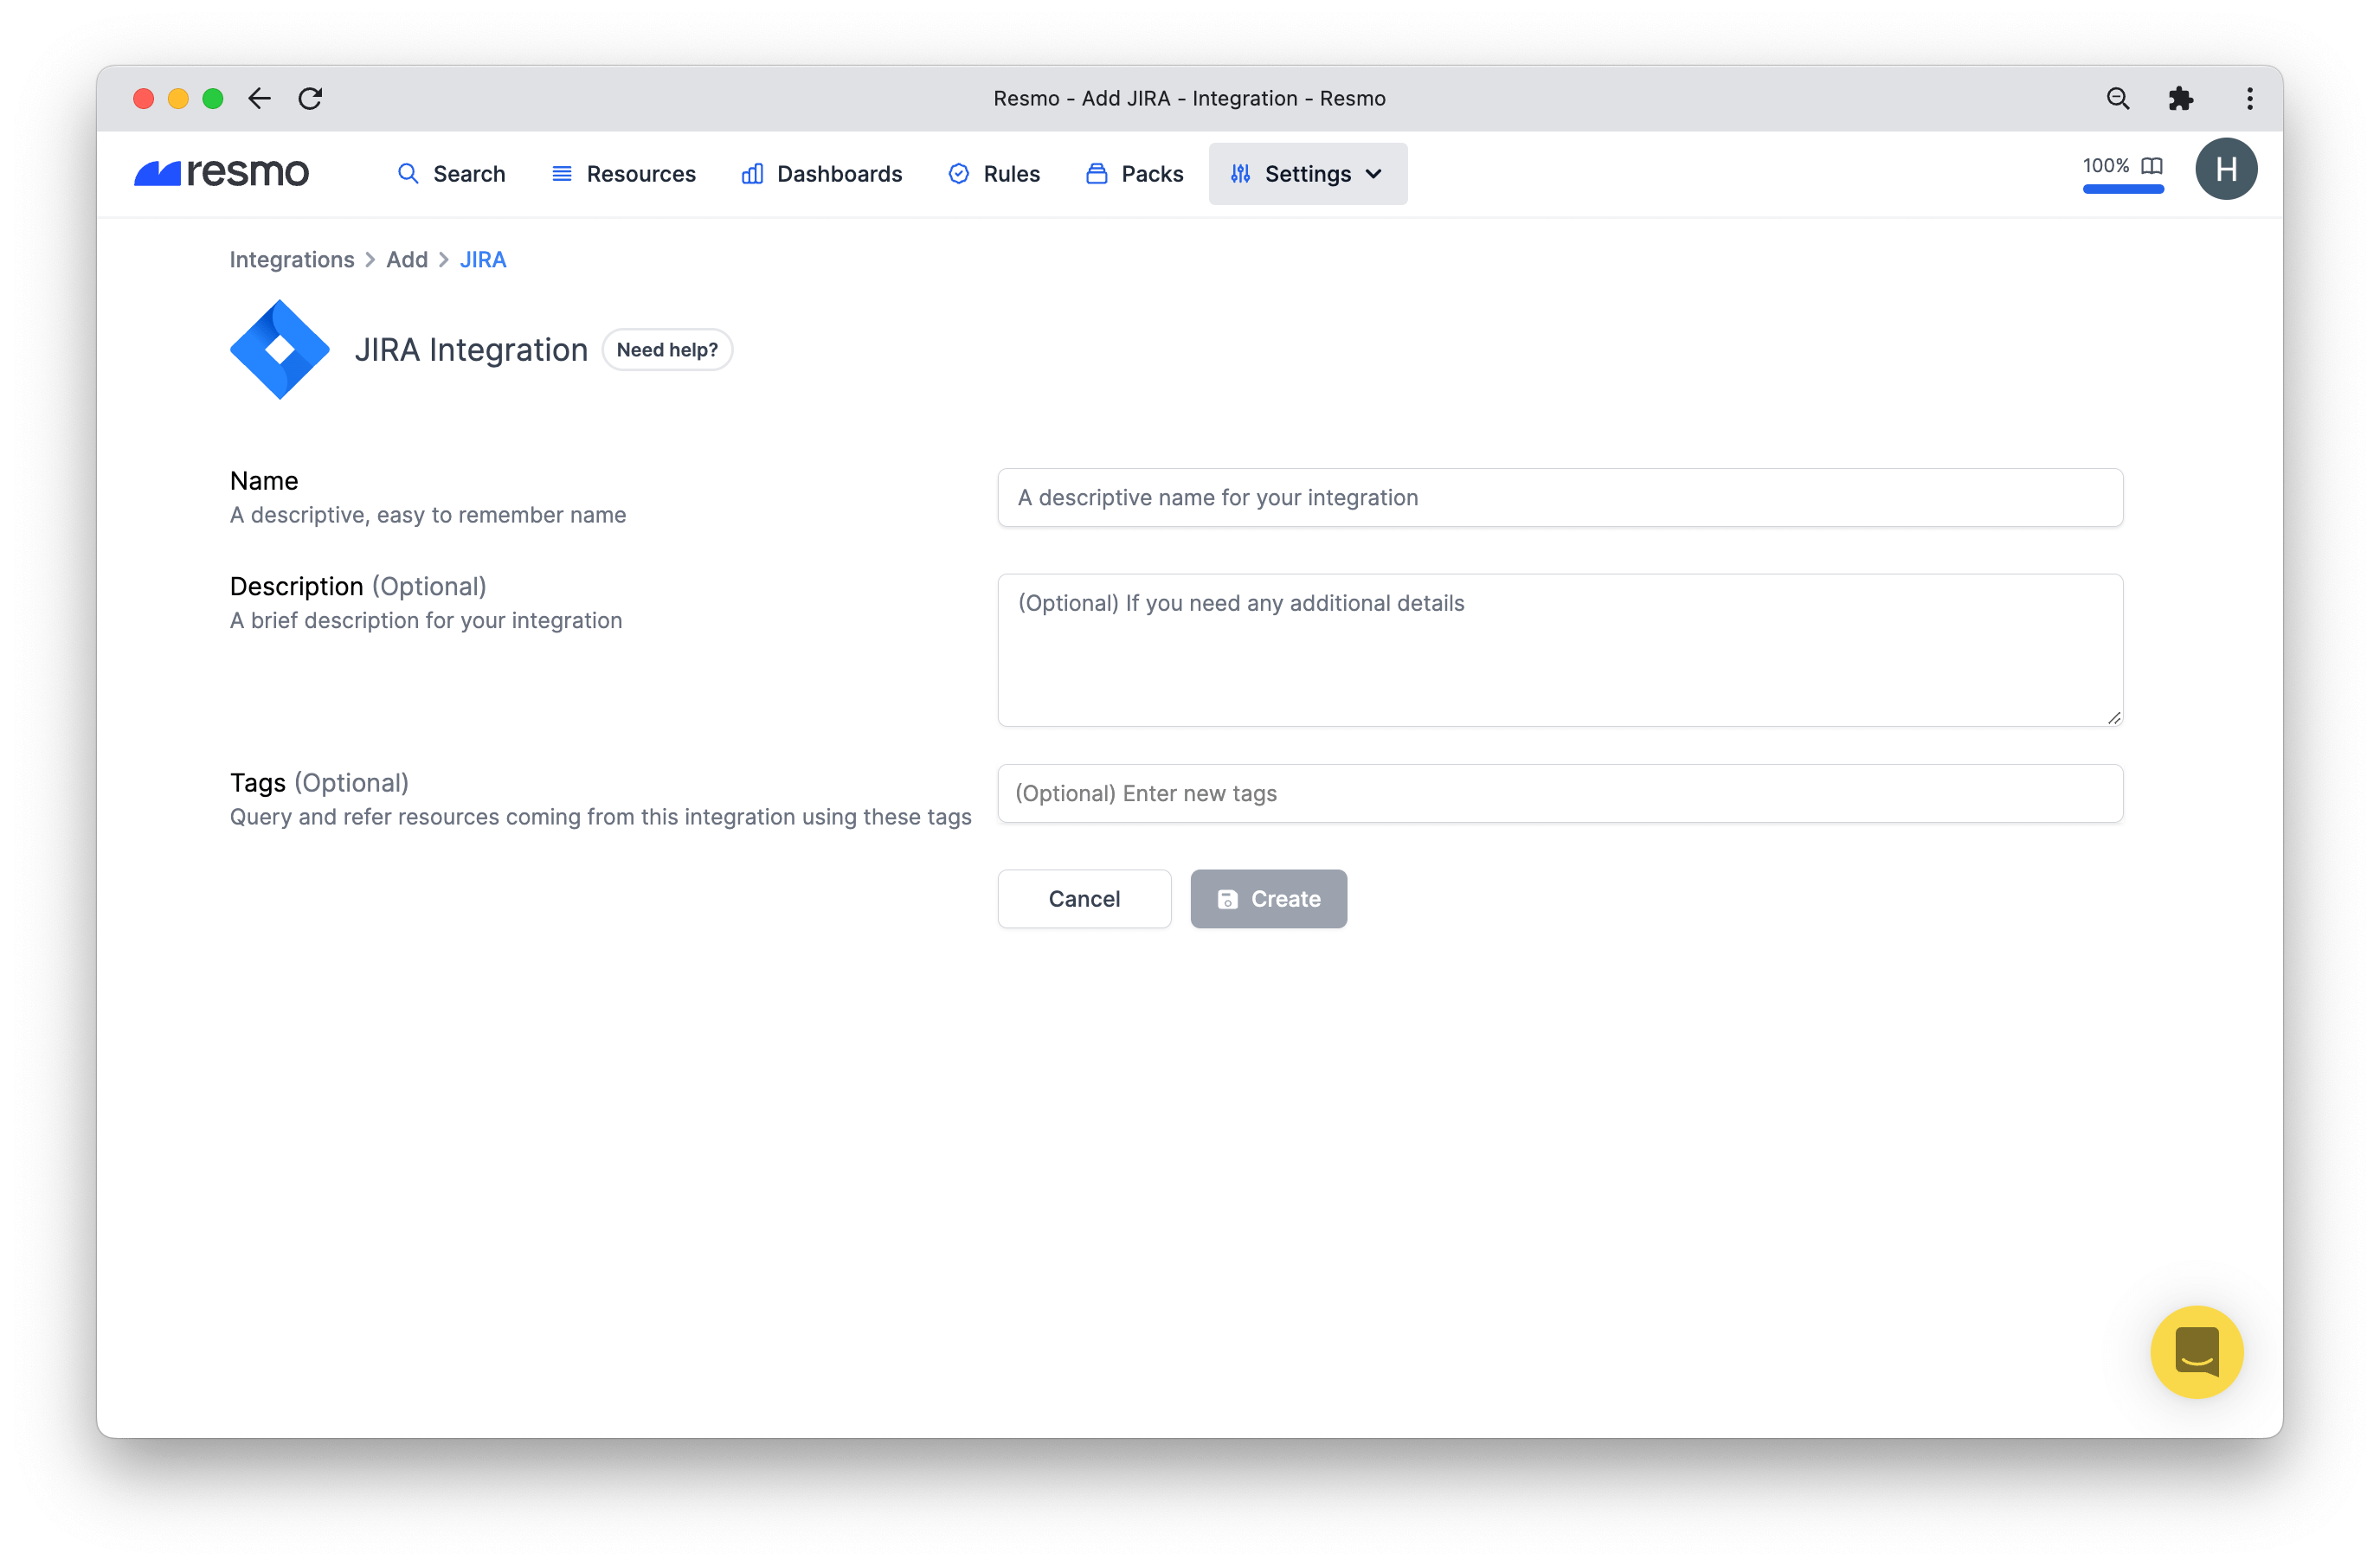 Resmo - Add JIRA - Integration - Resmo
resmo Search Resources Dashboards Rules Packs Settings 100% H
Integrations > Add > JIRA
JIRA Integration Need help?
Name
A descriptive, easy to remember name
A descriptive name for your integration
Description (Optional)
A brief description for your integration
(Optional) If you need any additional details
Tags (Optional)
Query and refer resources coming from this integration using these tags
(Optional) Enter new tags
Cancel Create